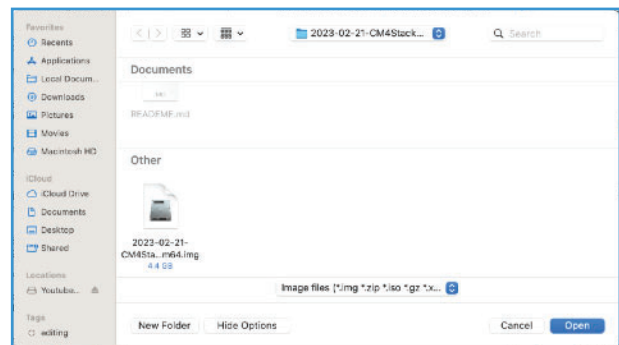 Favorites
Recents
Applications
Local Docum...
Downloads
Pictures
Movies
Macintosh HD
iCloud
iCloud Drive
Documents
Desktop
Shared
Locations
Youtube...
Tags
editing
2023-02-21-CM4Stack...
Search
Documents
READEME.md
Other
2023-02-21-
CM4Sta...m64.img
4.4 GB
Image files (*.img *.zip *.iso *.gz *.x...
New Folder
Hide Options
Cancel
Open